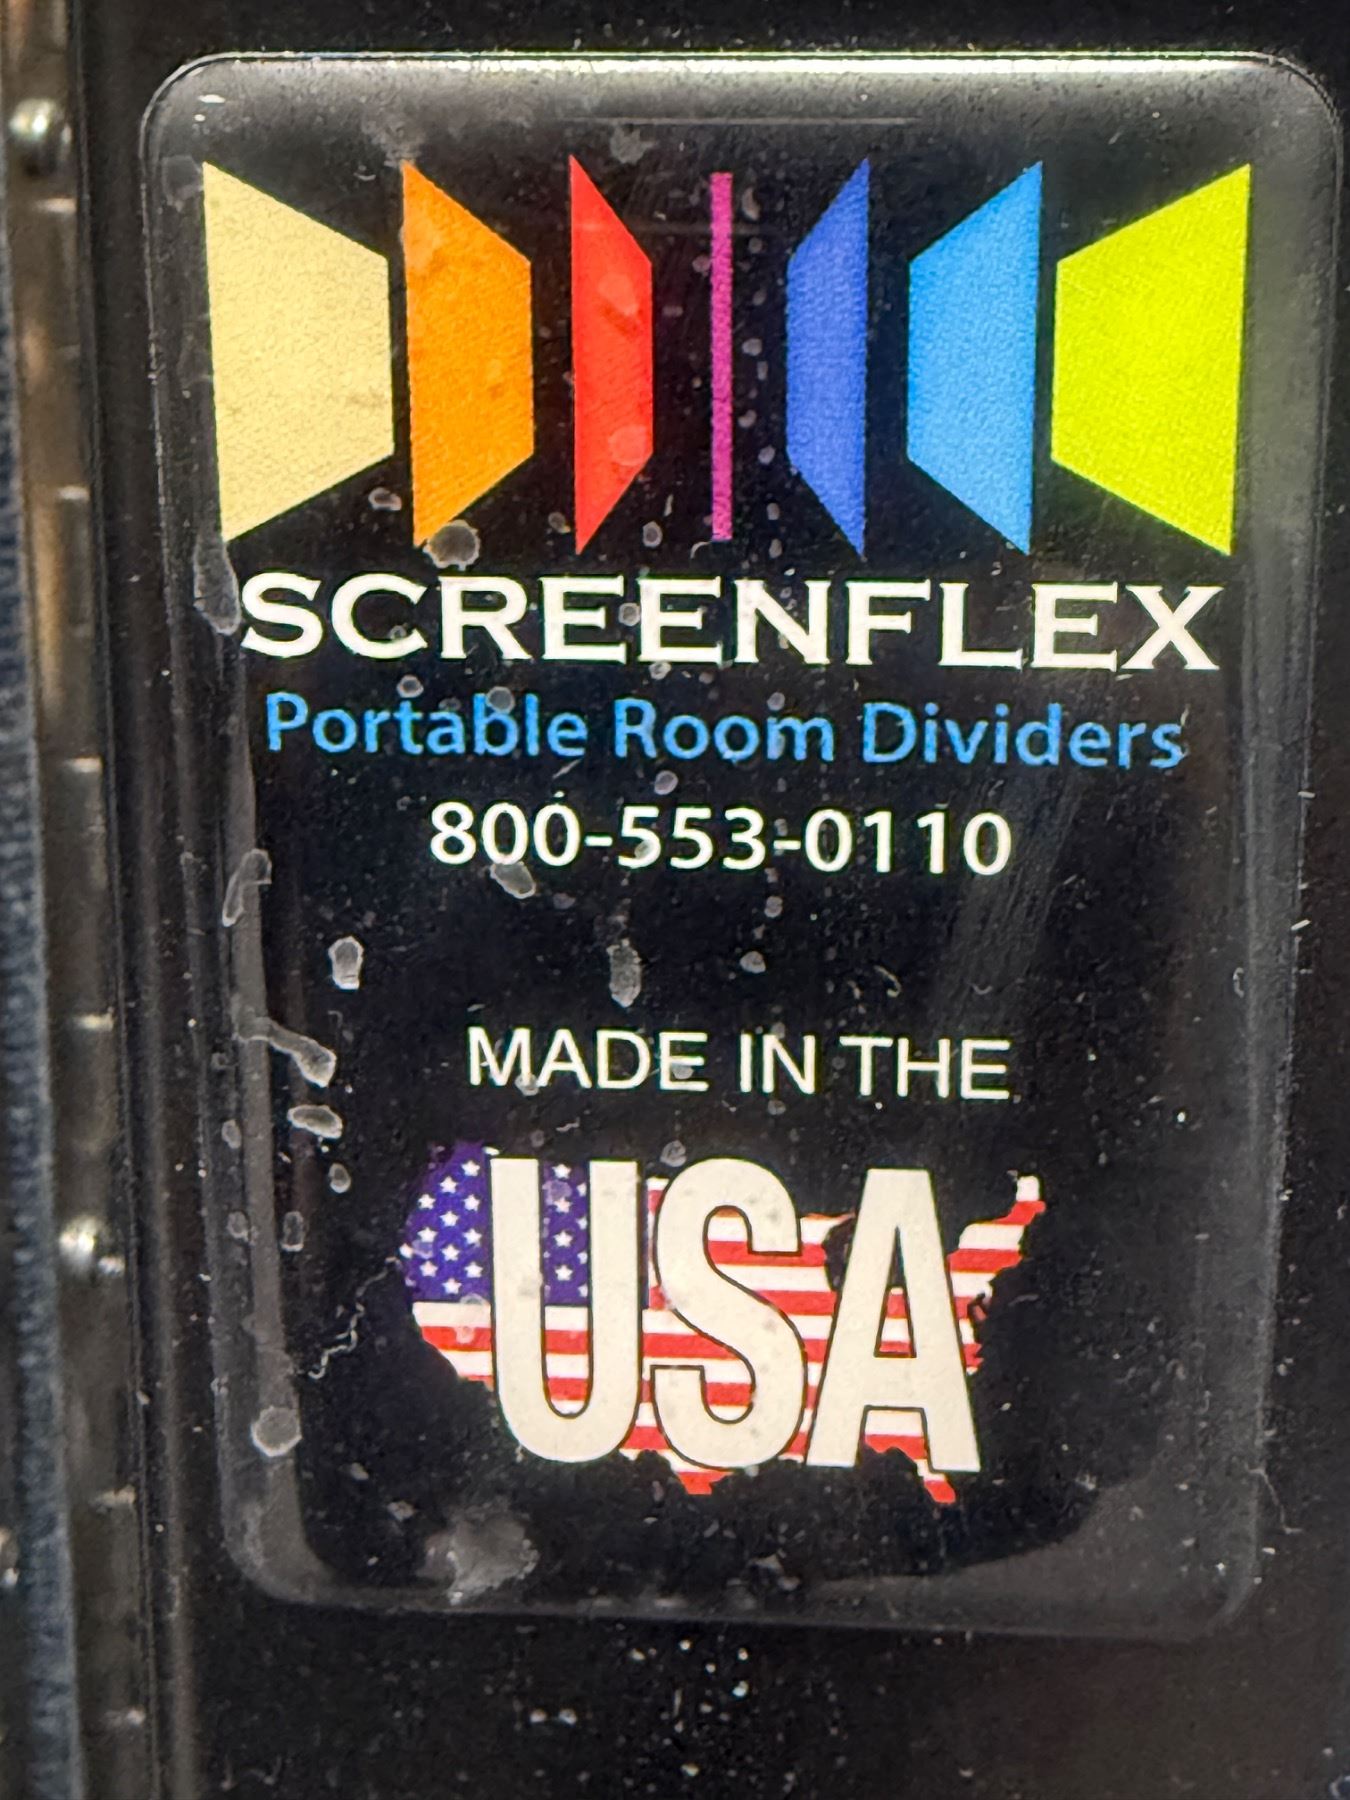 SCREENFLEX
Portable Room Dividers
800-553-0110
MADE IN THE
USA